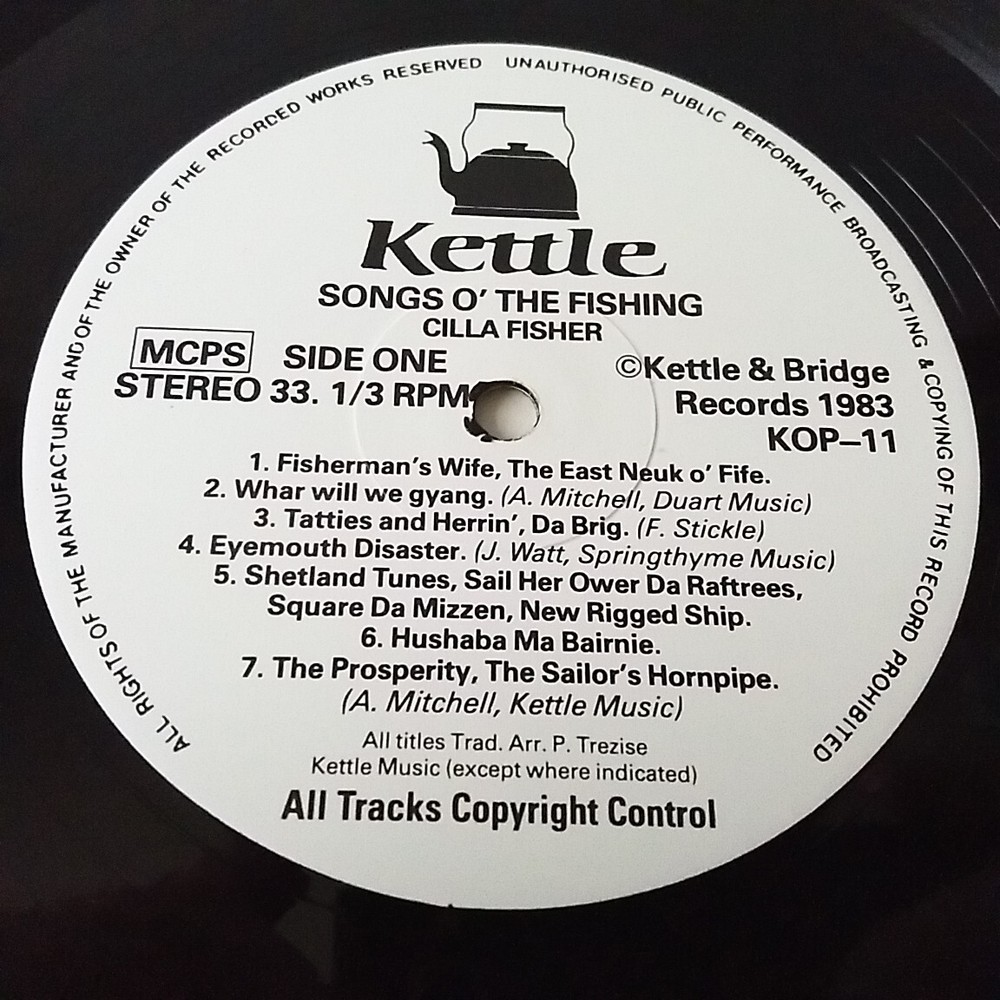 ALL RIGHTS OF THE MANUFACTURER AND OF THE OWNER OF THE RECORDED WORKS RESERVED UNAUTHORISED PUBLIC PERFORMANCE BROADCASTING & COPYING OF THIS RECORD PROHIBITED
Kettle
SONGS O' THE FISHING
CILLA FISHER
MCPS SIDE ONE
STEREO 33. 1/3 RPM
©Kettle & Bridge
Records 1983
KOP–11
1. Fisherman's Wife, The East Neuk o' Fife.
2. Whar will we gyang. (A. Mitchell, Duart Music)
3. Tatties and Herrin', Da Brig. (F. Stickle)
4. Eyemouth Disaster. (J. Watt, Springthyme Music)
5. Shetland Tunes, Sail Her Ower Da Raftrees,
Square Da Mizzen, New Rigged Ship.
6. Hushaba Ma Bairnie.
7. The Prosperity, The Sailor's Hornpipe.
(A. Mitchell, Kettle Music)
All titles Trad. Arr. P. Trezise
Kettle Music (except where indicated)
All Tracks Copyright Control